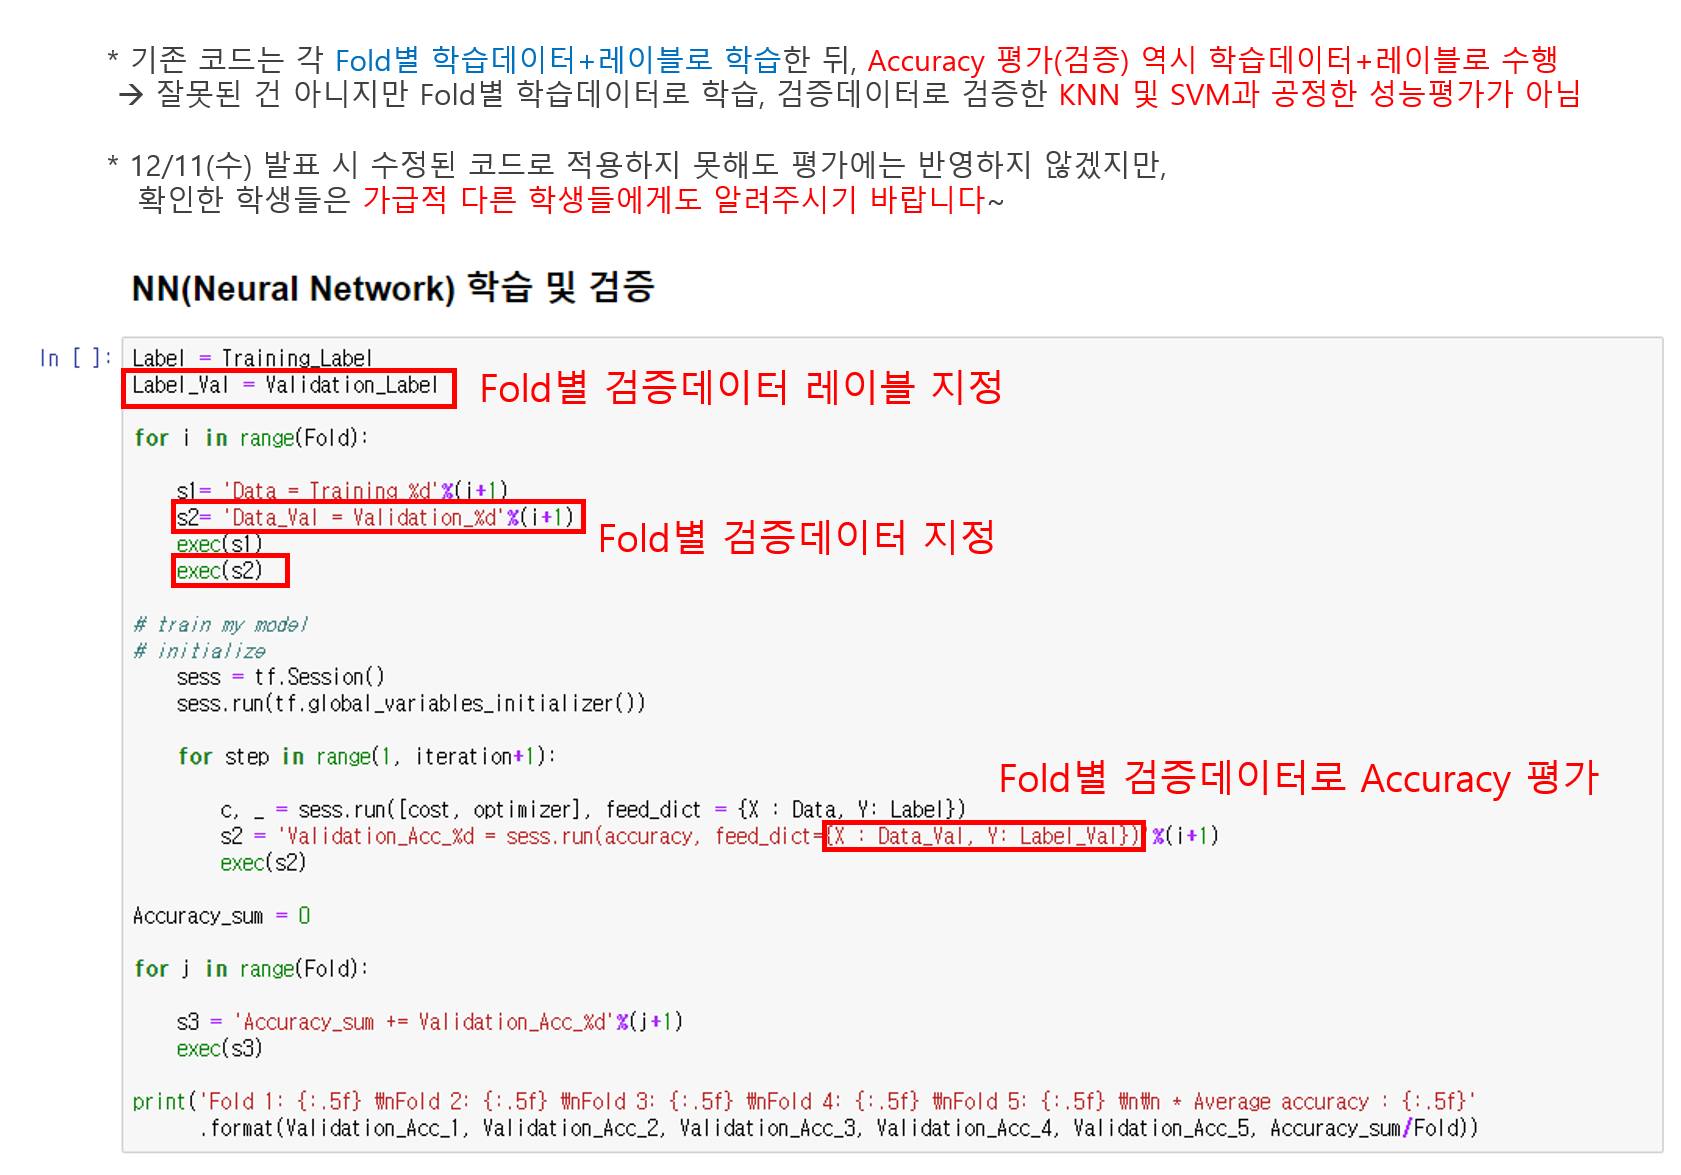 * 기존 코드는 각 Fold별 학습데이터+레이블로 학습한 뒤, Accuracy 평가(검증) 역시 학습데이터+레이블로 수행
→ 잘못된 건 아니지만 Fold별 학습데이터로 학습, 검증데이터로 검증한 KNN 및 SVM과 공정한 성능평가가 아님
* 12/11(수) 발표 시 수정된 코드로 적용하지 못해도 평가에는 반영하지 않겠지만,
확인한 학생들은 가급적 다른 학생들에게도 알려주시기 바랍니다~
NN(Neural Network) 학습 및 검증
In [ ]: Label = Training_Label
Label_Val = Validation_Label Fold별 검증데이터 레이블 지정
for i in range(Fold):
s1= 'Data = Training_%d'%(i+1)
s2= 'Data_Val = Validation_%d'%(i+1)
Fold별 검증데이터 지정
exec(s1)
exec(s2)
# train my model
# initialize
sess = tf.Session()
sess.run(tf.global_variables_initializer())
for step in range(1, iteration+1):
Fold별 검증데이터로 Accuracy 평가
c, _ = sess.run([cost, optimizer], feed_dict = {X : Data, Y: Label})
s2 = 'Validation_Acc_%d = sess.run(accuracy, feed_dict={X : Data_Val, Y: Label_Val})'%(i+1)
exec(s2)
Accuracy_sum = 0
for j in range(Fold):
s3 = 'Accuracy_sum += Validation_Acc_%d'%(j+1)
exec(s3)
print('Fold 1: {:.5f} ₩nFold 2: {:.5f} ₩nFold 3: {:.5f} ₩nFold 4: {:.5f} ₩nFold 5: {:.5f} ₩n₩n * Average accuracy : {:.5f}'
.format(Validation_Acc_1, Validation_Acc_2, Validation_Acc_3, Validation_Acc_4, Validation_Acc_5, Accuracy_sum/Fold))